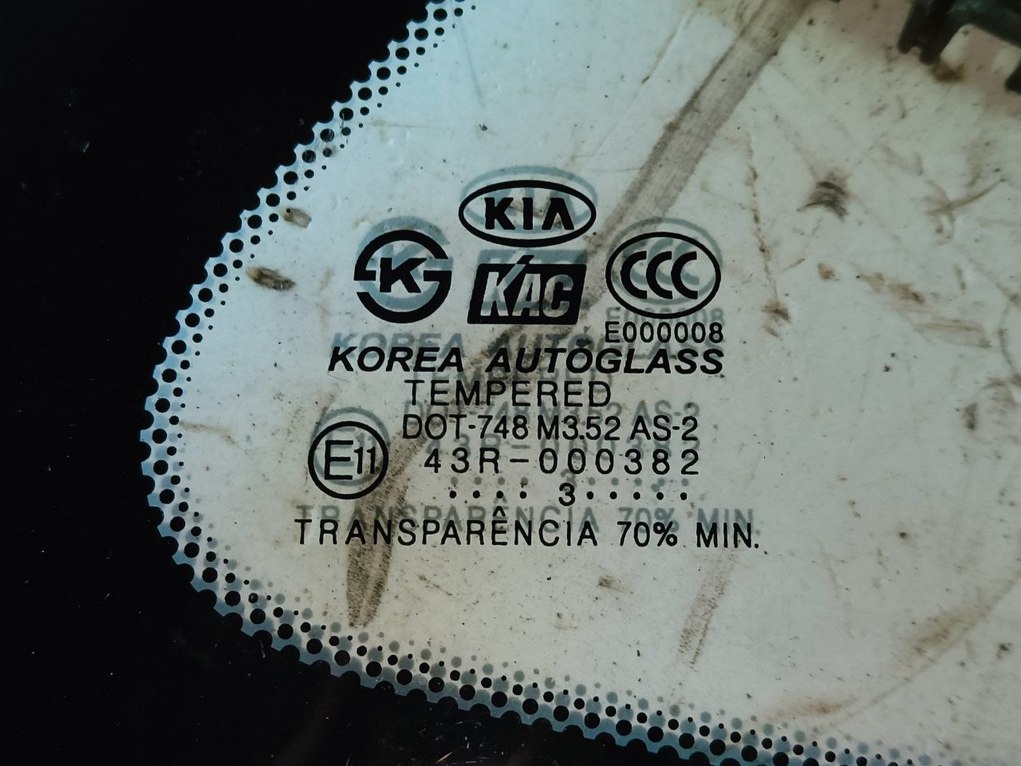 KIA
K
KAC
CCC
E000008
KOREA AUTOGLASS
TEMPERED
DOT-748 M3.52 AS-2
E11
43R-000382
.... 3.....
TRANSPARÊNCIA 70% MIN.